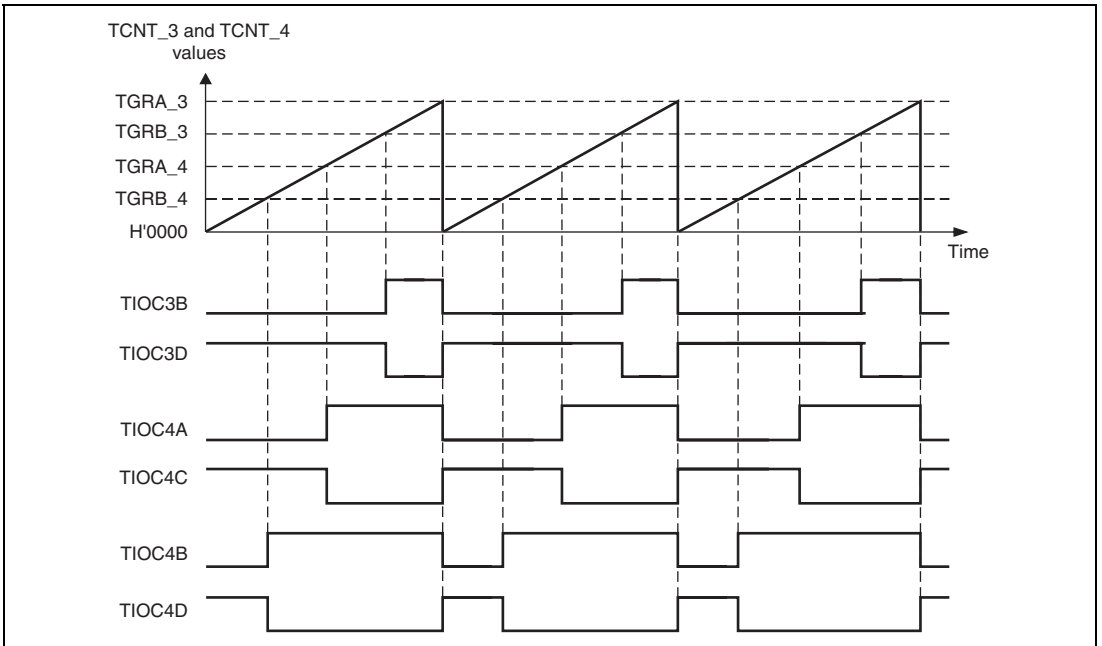 TCNT_3 and TCNT_4
values
TGRA_3
TGRB_3
TGRA_4
TGRB_4
H'0000
Time
TIOC3B
TIOC3D
TIOC4A
TIOC4C
TIOC4B
TIOC4D